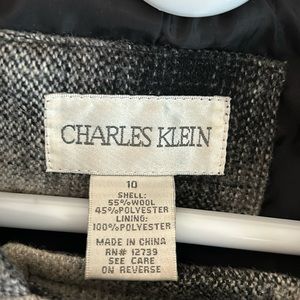 CHARLES KLEIN
10
SHELL:
55%WOOL
45%POLYESTER
LINING:
100%POLYESTER
MADE IN CHINA
RN# 12739
SEE CARE
ON REVERSE